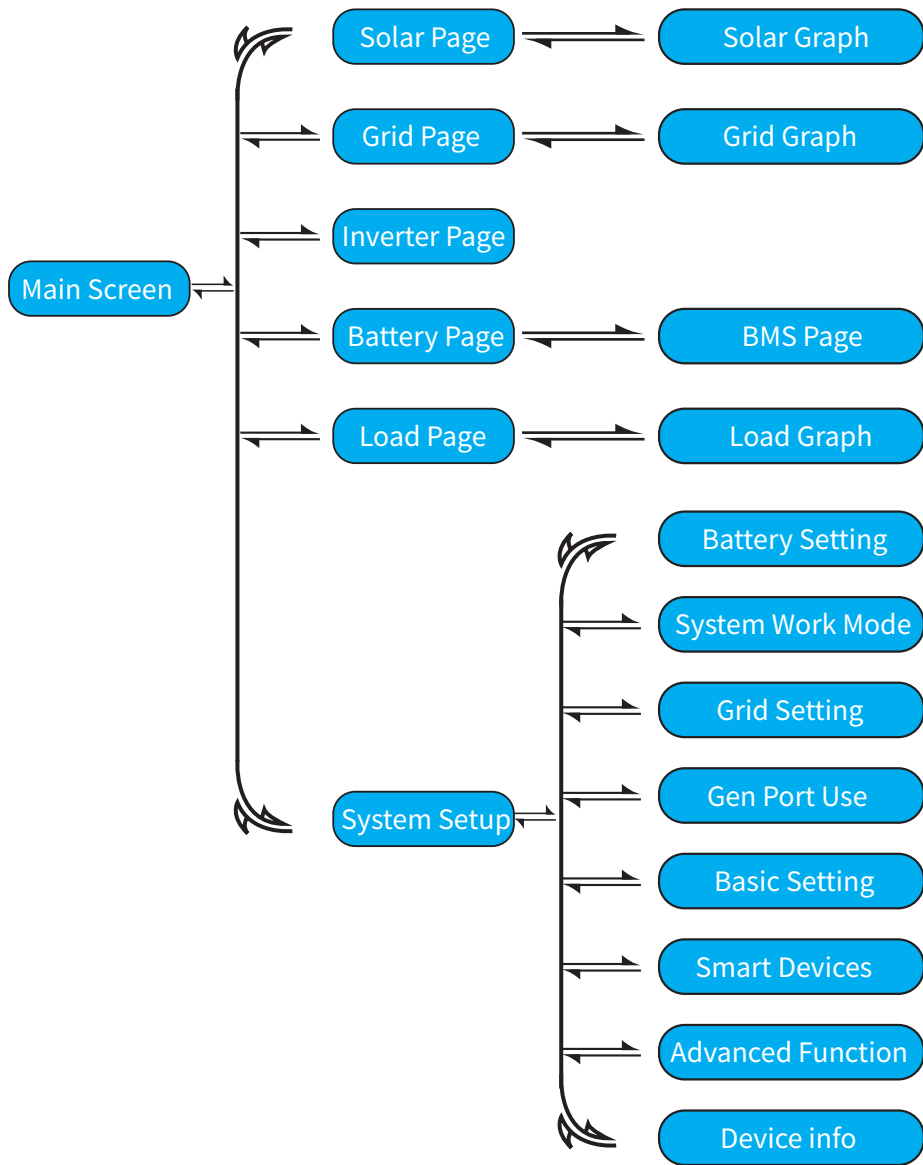 Solar Page
Solar Graph
Grid Page
Grid Graph
Inverter Page
Main Screen
Battery Page
BMS Page
Load Page
Load Graph
Battery Setting
System Work Mode
Grid Setting
Gen Port Use
System Setup
Basic Setting
Smart Devices
Advanced Function
Device info